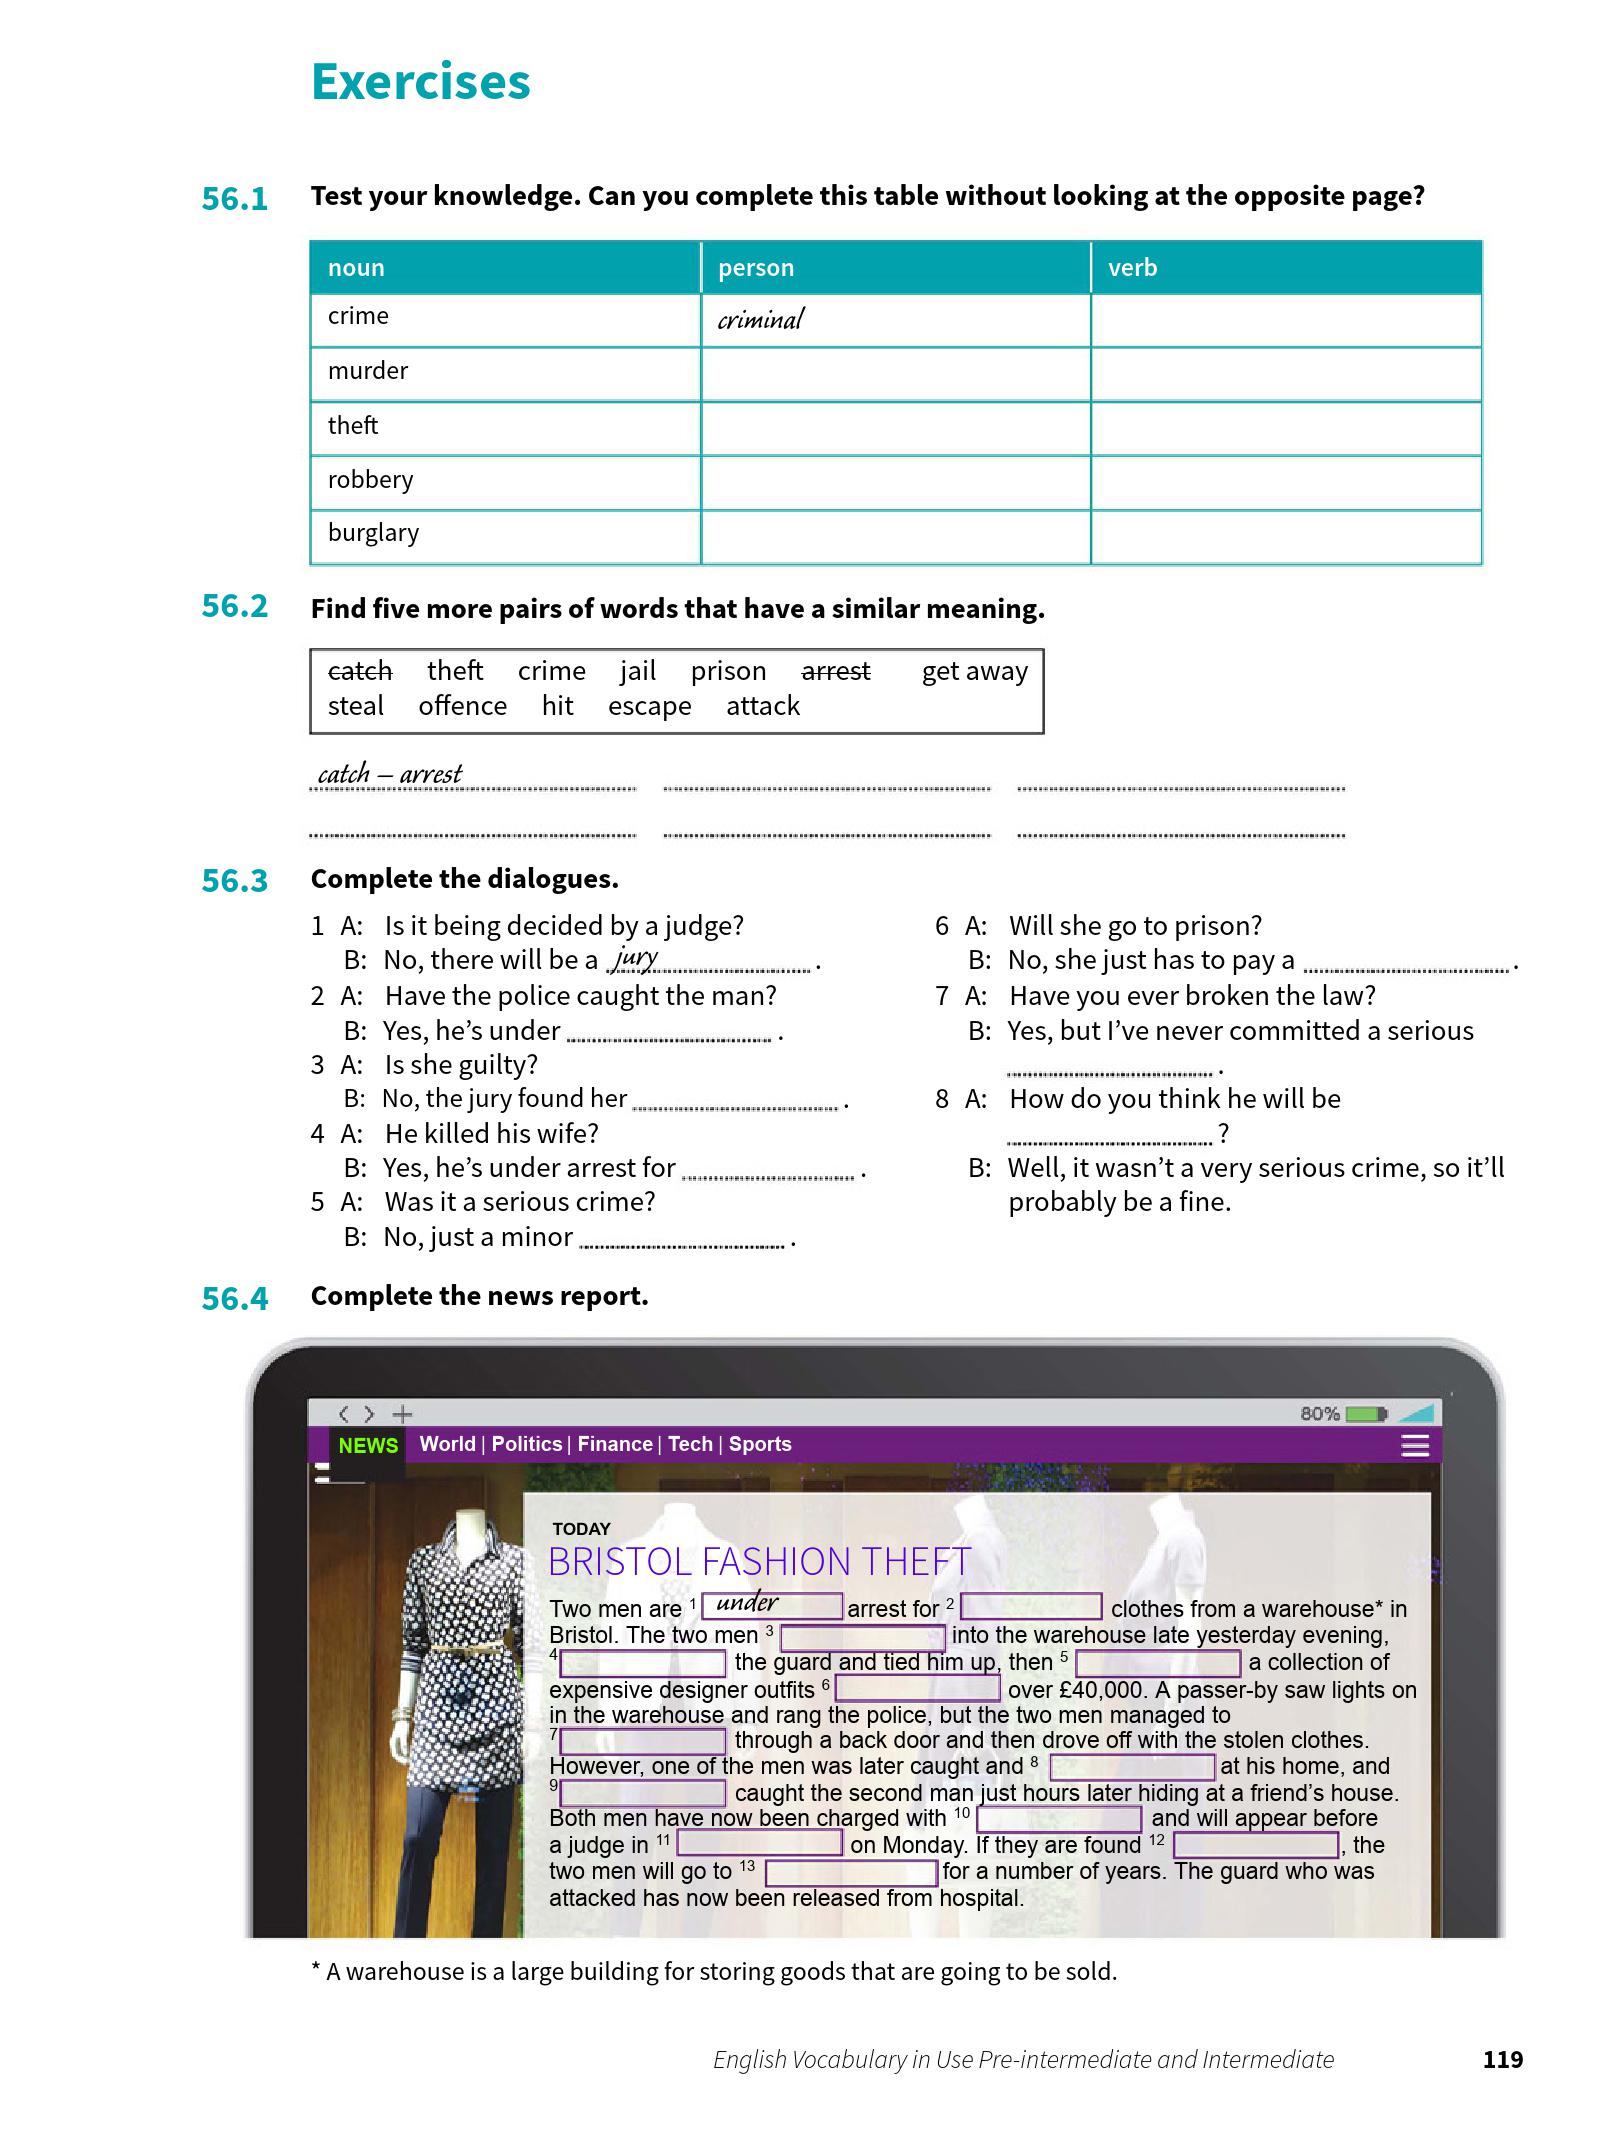 Exercises
56.1 Test your knowledge. Can you complete this table without looking at the opposite page?
noun person verb
crime criminal
murder
theft
robbery
burglary
56.2 Find five more pairs of words that have a similar meaning.
catch theft crime jail prison arrest get away
steal offence hit escape attack
catch – arrest
56.3 Complete the dialogues.
1 A: Is it being decided by a judge?
B: No, there will be a jury.
2 A: Have the police caught the man?
B: Yes, he's under .
3 A: Is she guilty?
B: No, the jury found her .
4 A: He killed his wife?
B: Yes, he's under arrest for .
5 A: Was it a serious crime?
B: No, just a minor .
6 A: Will she go to prison?
B: No, she just has to pay a .
7 A: Have you ever broken the law?
B: Yes, but I've never committed a serious
.
8 A: How do you think he will be
?
B: Well, it wasn't a very serious crime, so it'll
probably be a fine.
56.4 Complete the news report.
80%
NEWS World | Politics | Finance | Tech | Sports
TODAY
BRISTOL FASHION THEFT
Two men are 1 under arrest for 2 clothes from a warehouse* in
Bristol. The two men 3 into the warehouse late yesterday evening,
4 the guard and tied him up, then 5 a collection of
expensive designer outfits 6 over £40,000. A passer-by saw lights on
in the warehouse and rang the police, but the two men managed to
7 through a back door and then drove off with the stolen clothes.
However, one of the men was later caught and 8 at his home, and
9 caught the second man just hours later hiding at a friend's house.
Both men have now been charged with 10 and will appear before
a judge in 11 on Monday. If they are found 12 , the
two men will go to 13 for a number of years. The guard who was
attacked has now been released from hospital.
* A warehouse is a large building for storing goods that are going to be sold.
English Vocabulary in Use Pre-intermediate and Intermediate 119